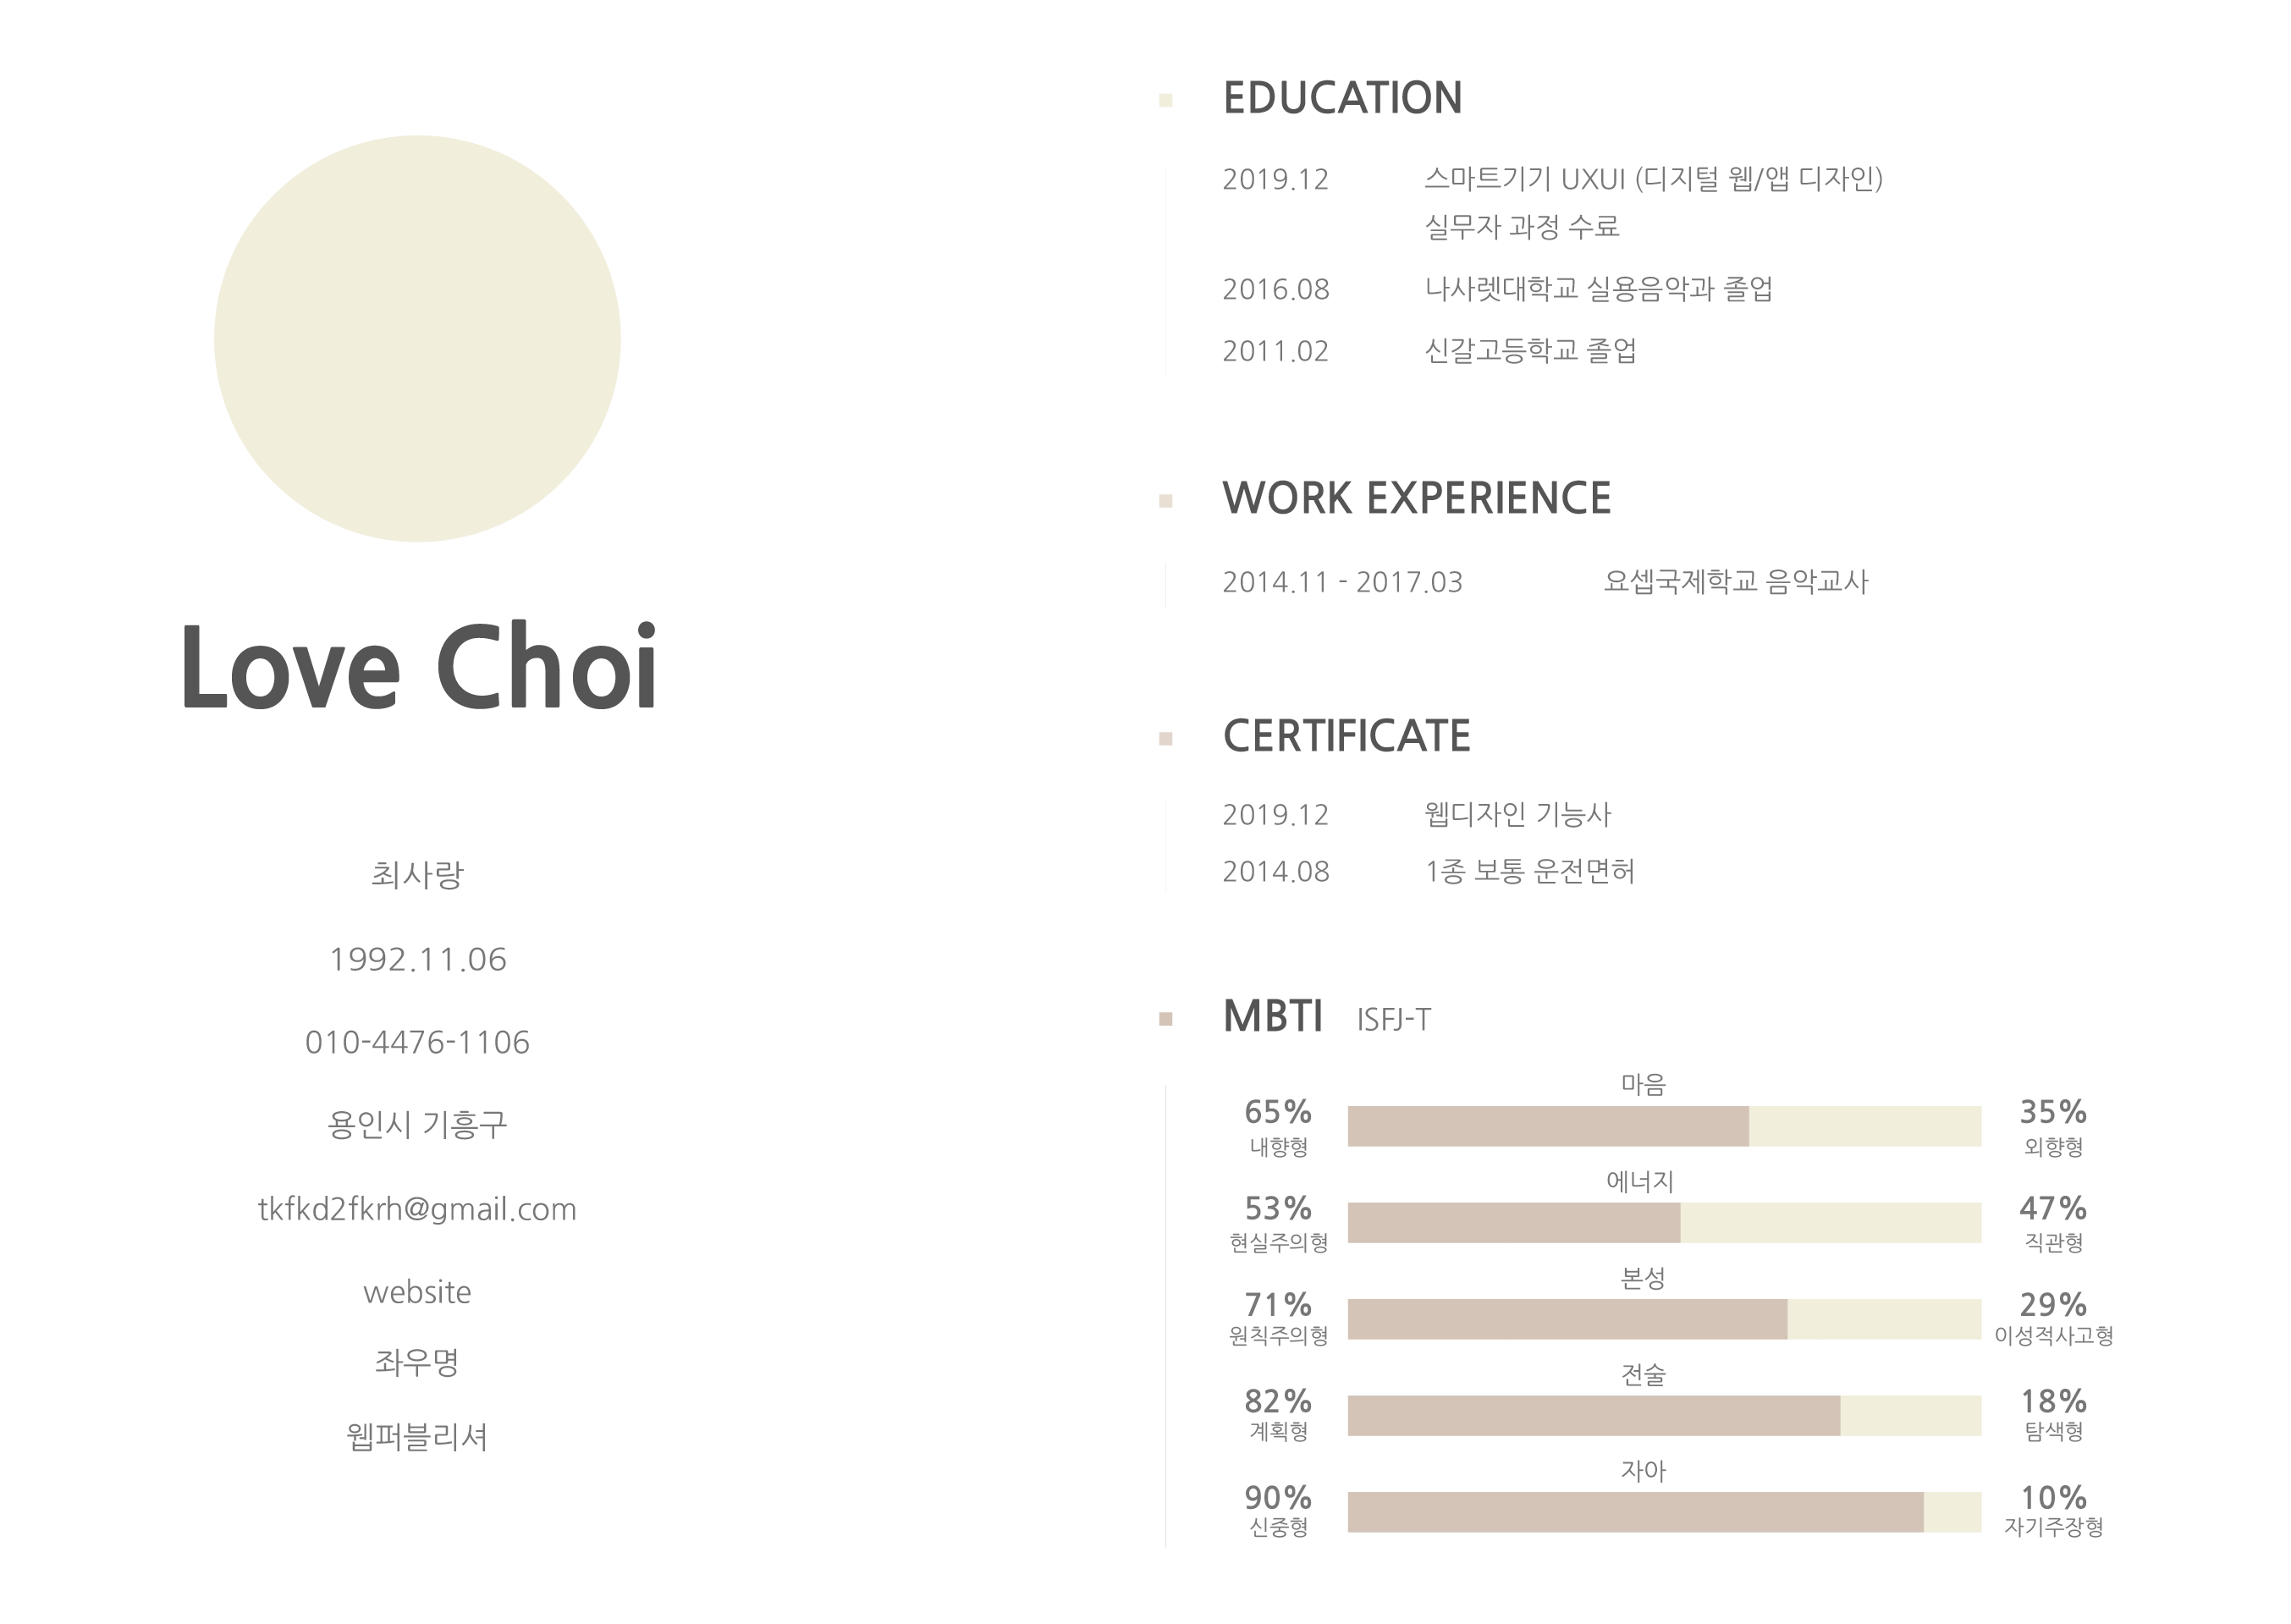 Love Choi
최사랑
1992.11.06
010-4476-1106
용인시 기흥구
tkfkd2fkrh@gmail.com
website
좌우명
웹퍼블리셔
EDUCATION
2019.12 스마트기기 UXUI (디지털 웹/앱 디자인)
실무자 과정 수료
2016.08 나사렛대학교 실용음악과 졸업
2011.02 신갈고등학교 졸업
WORK EXPERIENCE
2014.11 - 2017.03 요셉국제학교 음악교사
CERTIFICATE
2019.12 웹디자인 기능사
2014.08 1종 보통 운전면허
MBTI ISFJ-T
마음
65% 35%
내향형 외향형
에너지
53% 47%
현실주의형 직관형
본성
71% 29%
원칙주의형 이성적사고형
전술
82% 18%
계획형 탐색형
자아
90% 10%
신중형 자기주장형